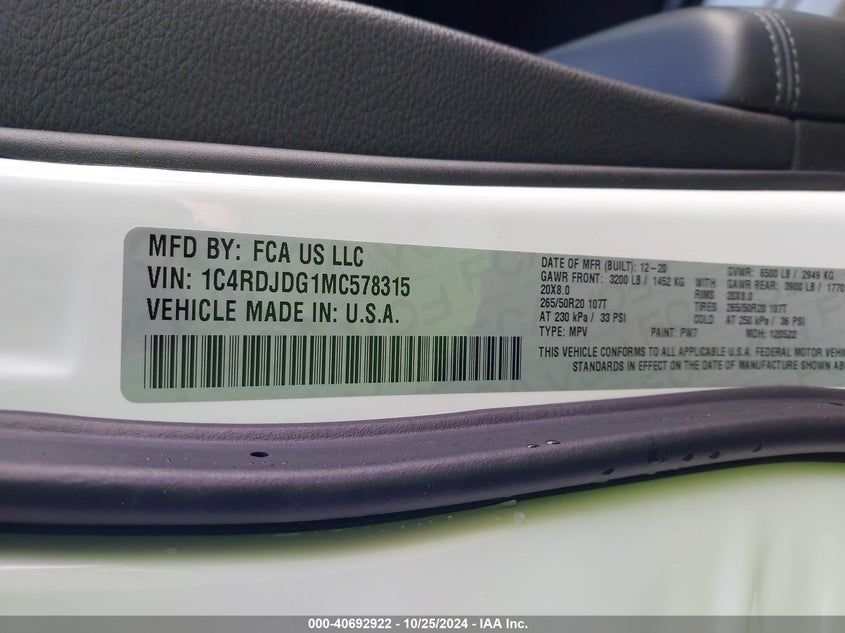 MFD BY: FCA US LLC
VIN: 1C4RDJDG1MC578315
VEHICLE MADE IN: U.S.A.
DATE OF MFR (BUILT): 12-20 GVWR: 6500 LB / 2949 KG
GAWR FRONT: 3200 LB / 1452 KG WITH GAWR REAR: 3900 LB / 1770
20X8.0 RIMS 20X8.0
265/50R20 107T TIRES 265/50R20 107T
AT 230 kPa / 33 PSI COLD AT 250 kPa / 36 PSI
TYPE: MPV PAINT: PW7 MDH: 120522
THIS VEHICLE CONFORMS TO ALL APPLICABLE U.S.A. FEDERAL MOTOR
STANDARDS IN EFFECT ON THE DATE OF MANUFACTURE SHOWN
000-40692922 - 10/25/2024 - IAA Inc.